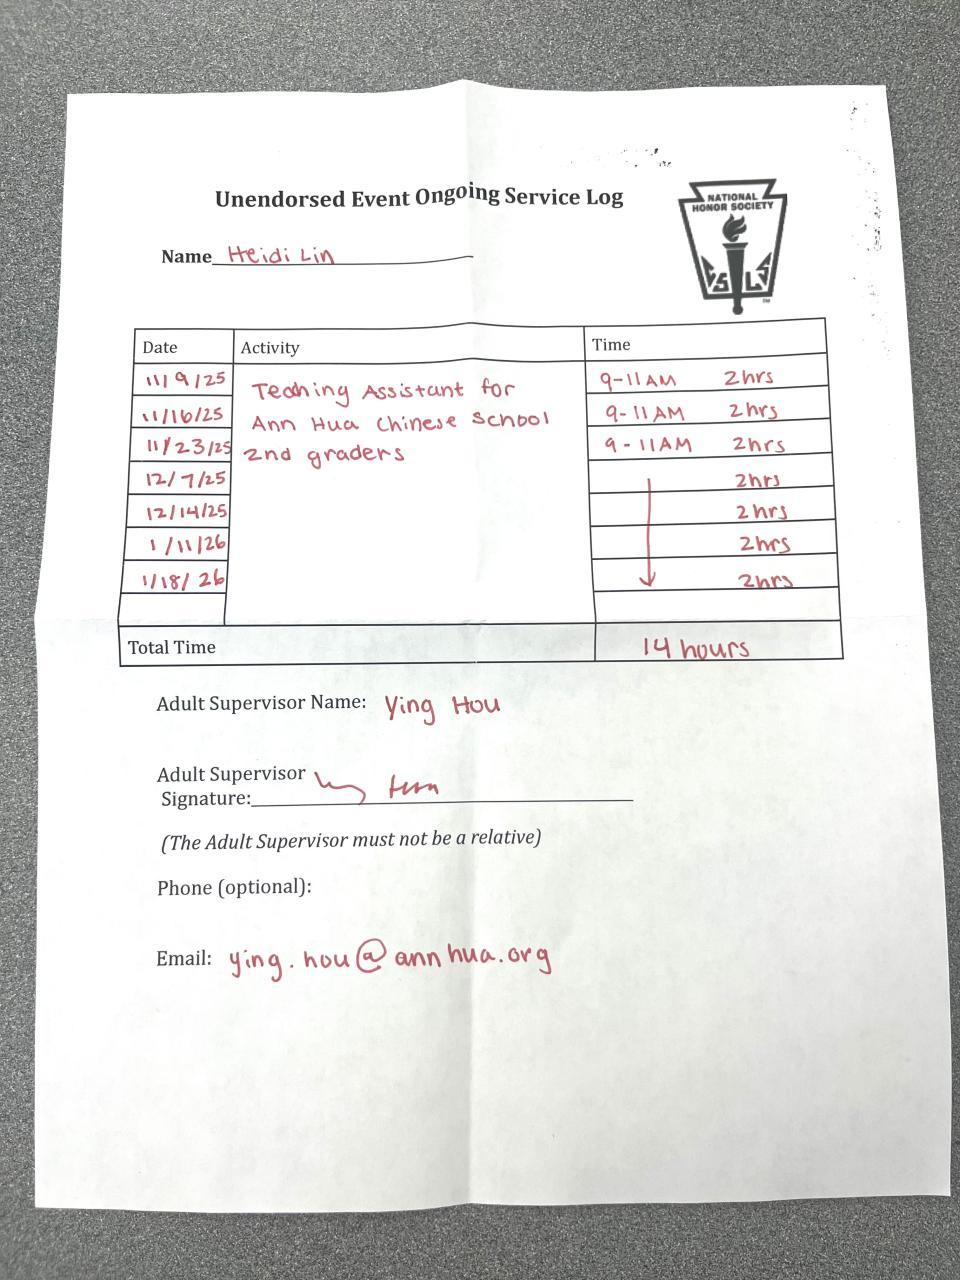 Unendorsed Event Ongoing Service Log
NATIONAL
HONOR SOCIETY
C S L S
TM
Name Heidi Lin
Date Activity Time
11/9/25 Teaching Assistant for 9-11AM 2hrs
11/16/25 Ann Hua Chinese School 9-11AM 2hrs
11/23/25 2nd graders 9-11AM 2hrs
12/7/25 2hrs
12/14/25 2hrs
1/11/26 2hrs
1/18/26 2hrs
Total Time 14 hours
Adult Supervisor Name: Ying Hou
Adult Supervisor
Signature:
(The Adult Supervisor must not be a relative)
Phone (optional):
Email: ying.hou@annhua.org